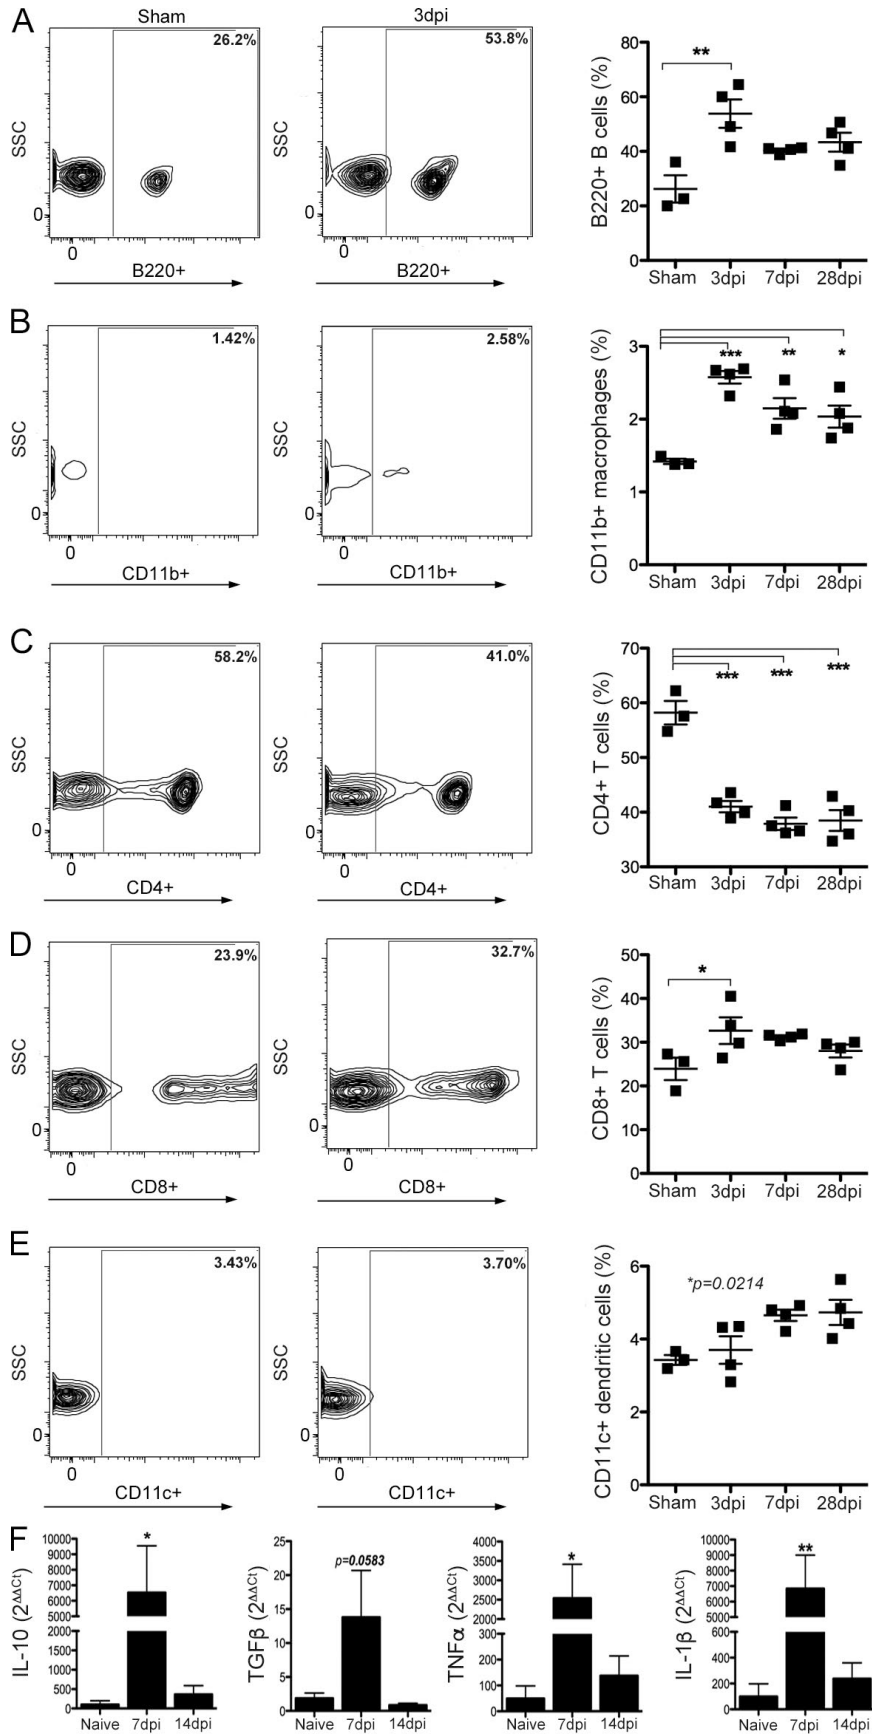 A
Sham
3dpi
26.2%
53.8%
SSC
SSC
0
0
0
0
B220+
B220+
B220+ B cells (%)
80
60
40
20
0
**
Sham 3dpi 7dpi 28dpi
B
1.42%
2.58%
SSC
SSC
0
0
0
0
CD11b+
CD11b+
CD11b+ macrophages (%)
3
2
1
0
*** ** *
Sham 3dpi 7dpi 28dpi
C
58.2%
41.0%
SSC
SSC
0
0
0
0
CD4+
CD4+
CD4+ T cells (%)
70
60
50
40
30
*** *** ***
Sham 3dpi 7dpi 28dpi
D
23.9%
32.7%
SSC
SSC
0
0
0
0
CD8+
CD8+
CD8+ T cells (%)
50
40
30
20
10
0
*
Sham 3dpi 7dpi 28dpi
E
3.43%
3.70%
SSC
SSC
0
0
0
0
CD11c+
CD11c+
CD11c+ dendritic cells (%)
6
4
2
0
*p=0.0214
Sham 3dpi 7dpi 28dpi
F
IL-10 (2ΔΔCt)
10000
9000
8000
7000
6000
5000
2000
1500
1000
500
0
*
Naive 7dpi 14dpi
TGFβ (2ΔΔCt)
25
20
15
10
5
0
p=0.0583
Naive 7dpi 14dpi
TNFα (2ΔΔCt)
4000
3500
3000
2500
2000
300
200
100
0
*
Naive 7dpi 14dpi
IL-1β (2ΔΔCt)
10000
9000
8000
7000
6000
5000
600
400
200
0
**
Naive 7dpi 14dpi